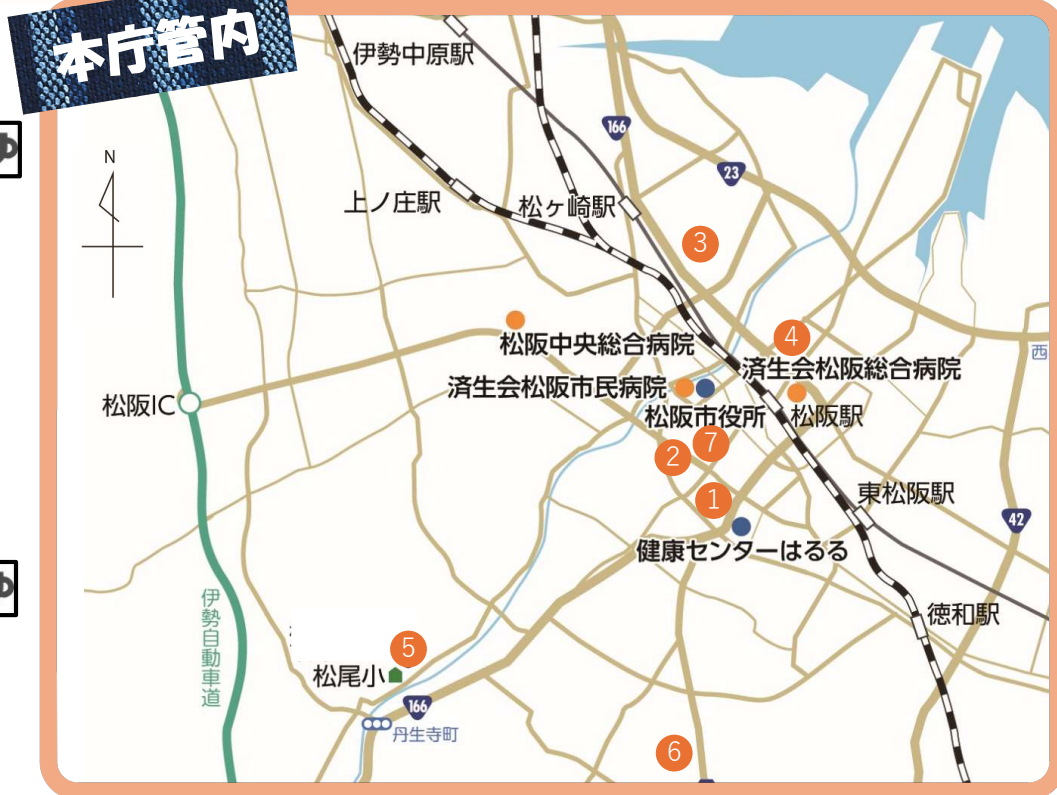 本庁管内
ゆ
ゆ
N
伊勢中原駅
166
23
上ノ庄駅
松ヶ崎駅
3
4
松阪中央総合病院
済生会松阪総合病院
西
済生会松阪市民病院
松阪IC
松阪市役所
松阪駅
7
2
1
東松阪駅
42
健康センターはるる
伊勢自動車道
徳和駅
5
松尾小
166
丹生寺町
6